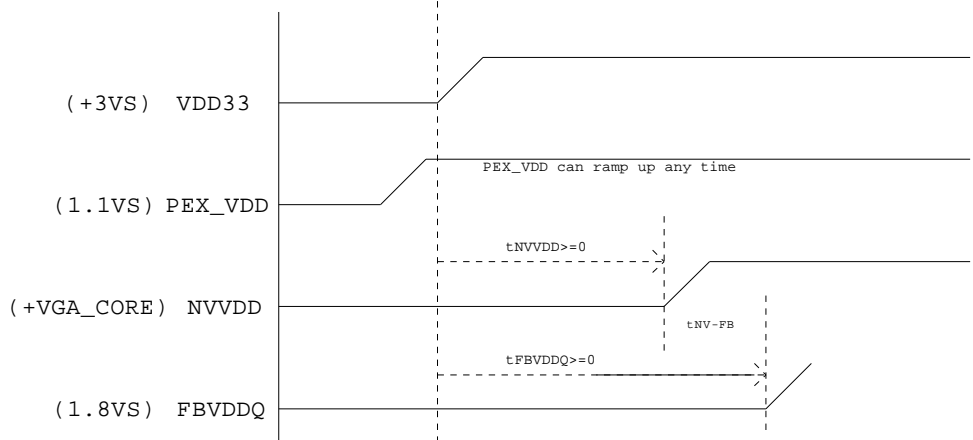 (+3VS) VDD33
PEX_VDD can ramp up any time
(1.1VS) PEX_VDD
tNVVDD>=0
(+VGA_CORE) NVVDD
tNV-FB
tFBVDDQ>=0
(1.8VS) FBVDDQ